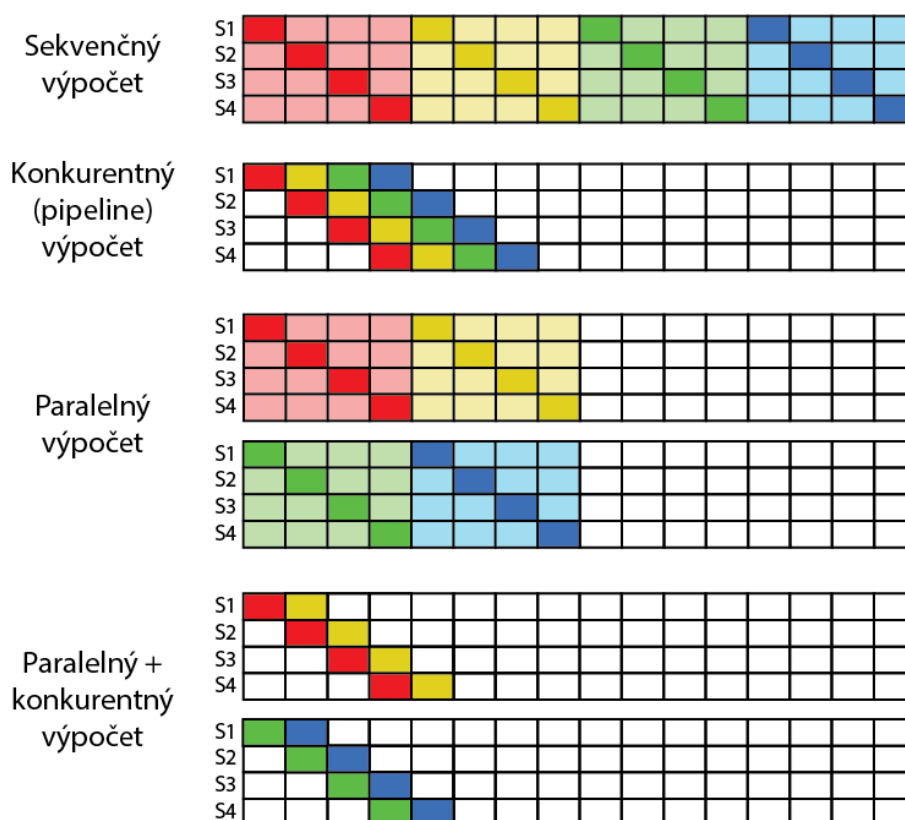 Sekvenčný
výpočet
S1
S2
S3
S4
Konkurentný
(pipeline)
výpočet
S1
S2
S3
S4
Paralelný
výpočet
S1
S2
S3
S4
S1
S2
S3
S4
Paralelný +
konkurentný
výpočet
S1
S2
S3
S4
S1
S2
S3
S4